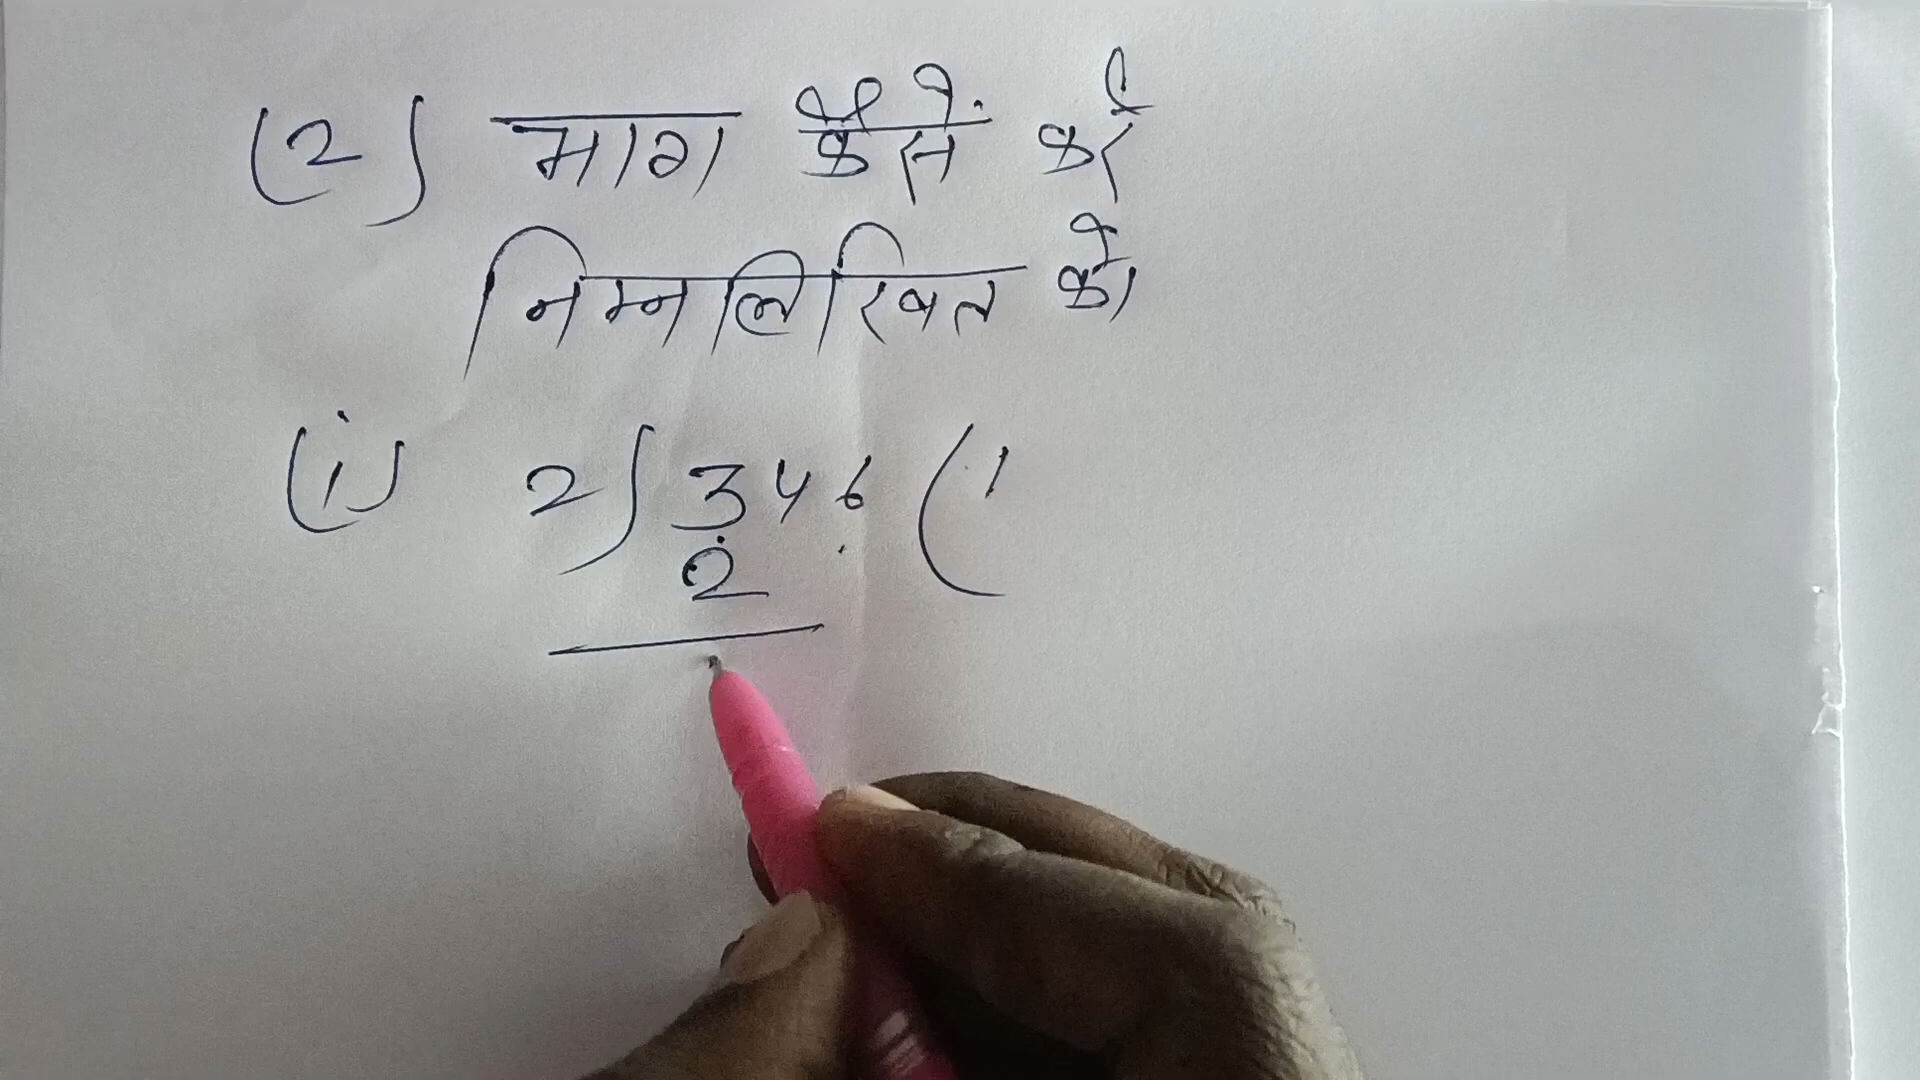 (2) भाग कैसें करे
निम्नलिखित को
(i) 2) 346 (1
2